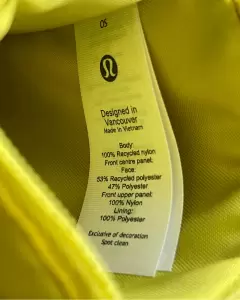 OS
Designed in
Vancouver
Made in Vietnam
Body:
100% Recycled nylon
Front centre panel:
Face:
53% Recycled polyester
47% Polyester
Front upper panel:
100% Nylon
Lining:
100% Polyester
Exclusive of decoration
Spot clean